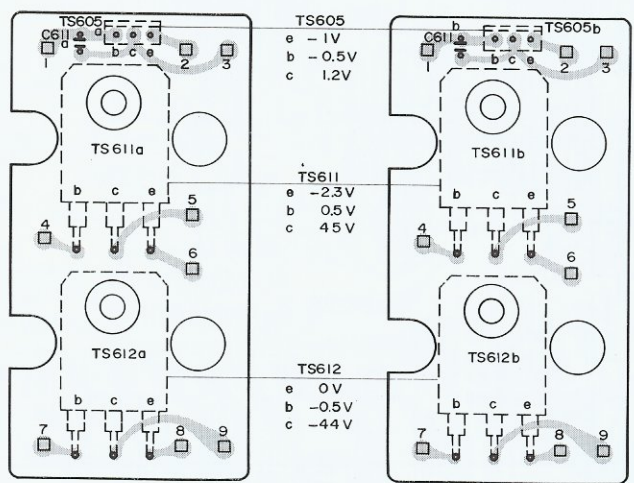 TS605
C611
a
a
b c e
1
2
3
TS611a
b c e
4
5
6
TS612a
b c e
7
8
9
TS605
e -1V
b -0.5V
c 1.2V
TS611
e -2.3V
b 0.5V
c 45V
TS612
e 0V
b -0.5V
c -44V
b
TS605b
C611
b c e
1
2
3
TS611b
b c e
4
5
6
TS612b
b c e
7
8
9